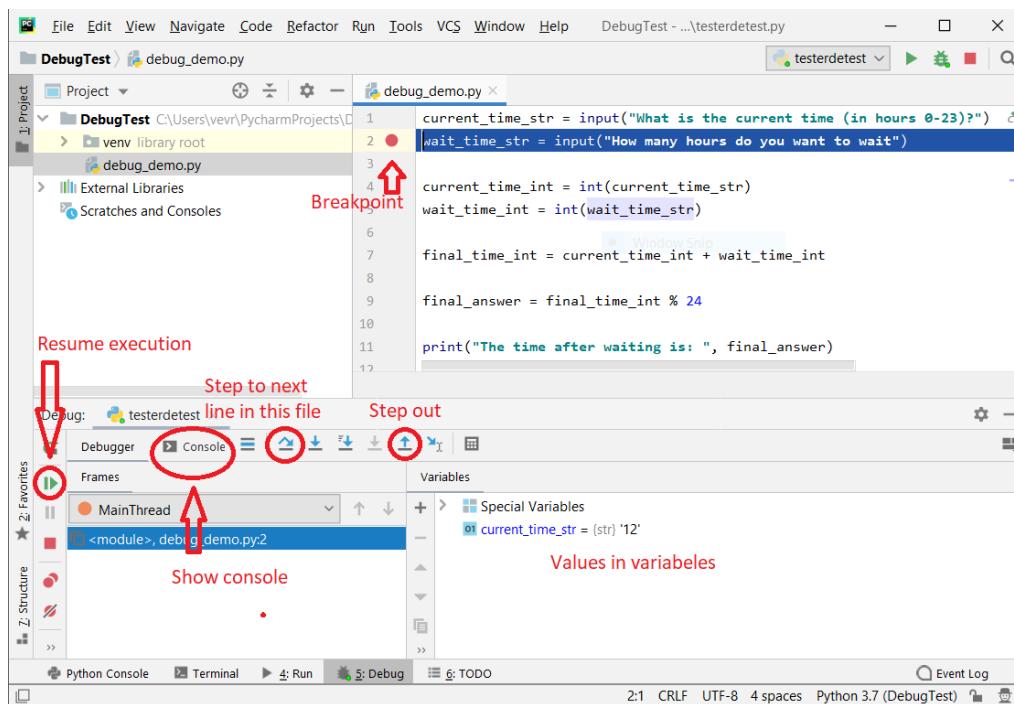 PC File Edit View Navigate Code Refactor Run Tools VCS Window Help DebugTest - ...\testerdetest.py
DebugTest debug_demo.py testerdetest
1: Project
Project
debug_demo.py
DebugTest C:\Users\vevr\PycharmProjects\D
venv library root
debug_demo.py
External Libraries
Scratches and Consoles
1 current_time_str = input("What is the current time (in hours 0-23)?")
2 wait_time_str = input("How many hours do you want to wait")
3
4 current_time_int = int(current_time_str)
5 wait_time_int = int(wait_time_str)
6
7 final_time_int = current_time_int + wait_time_int
8
9 final_answer = final_time_int % 24
10
11 print("The time after waiting is: ", final_answer)
12
Breakpoint
Window Snip
Resume execution
Step to next
line in this file
Step out
Debug: testerdetest
Debugger Console
Frames
Variables
MainThread
<module>, debug_demo.py:2
Special Variables
01 current_time_str = {str} '12'
Show console
Values in variabeles
2: Favorites
Z: Structure
Python Console Terminal 4: Run 5: Debug 6: TODO Event Log
2:1 CRLF UTF-8 4 spaces Python 3.7 (DebugTest)